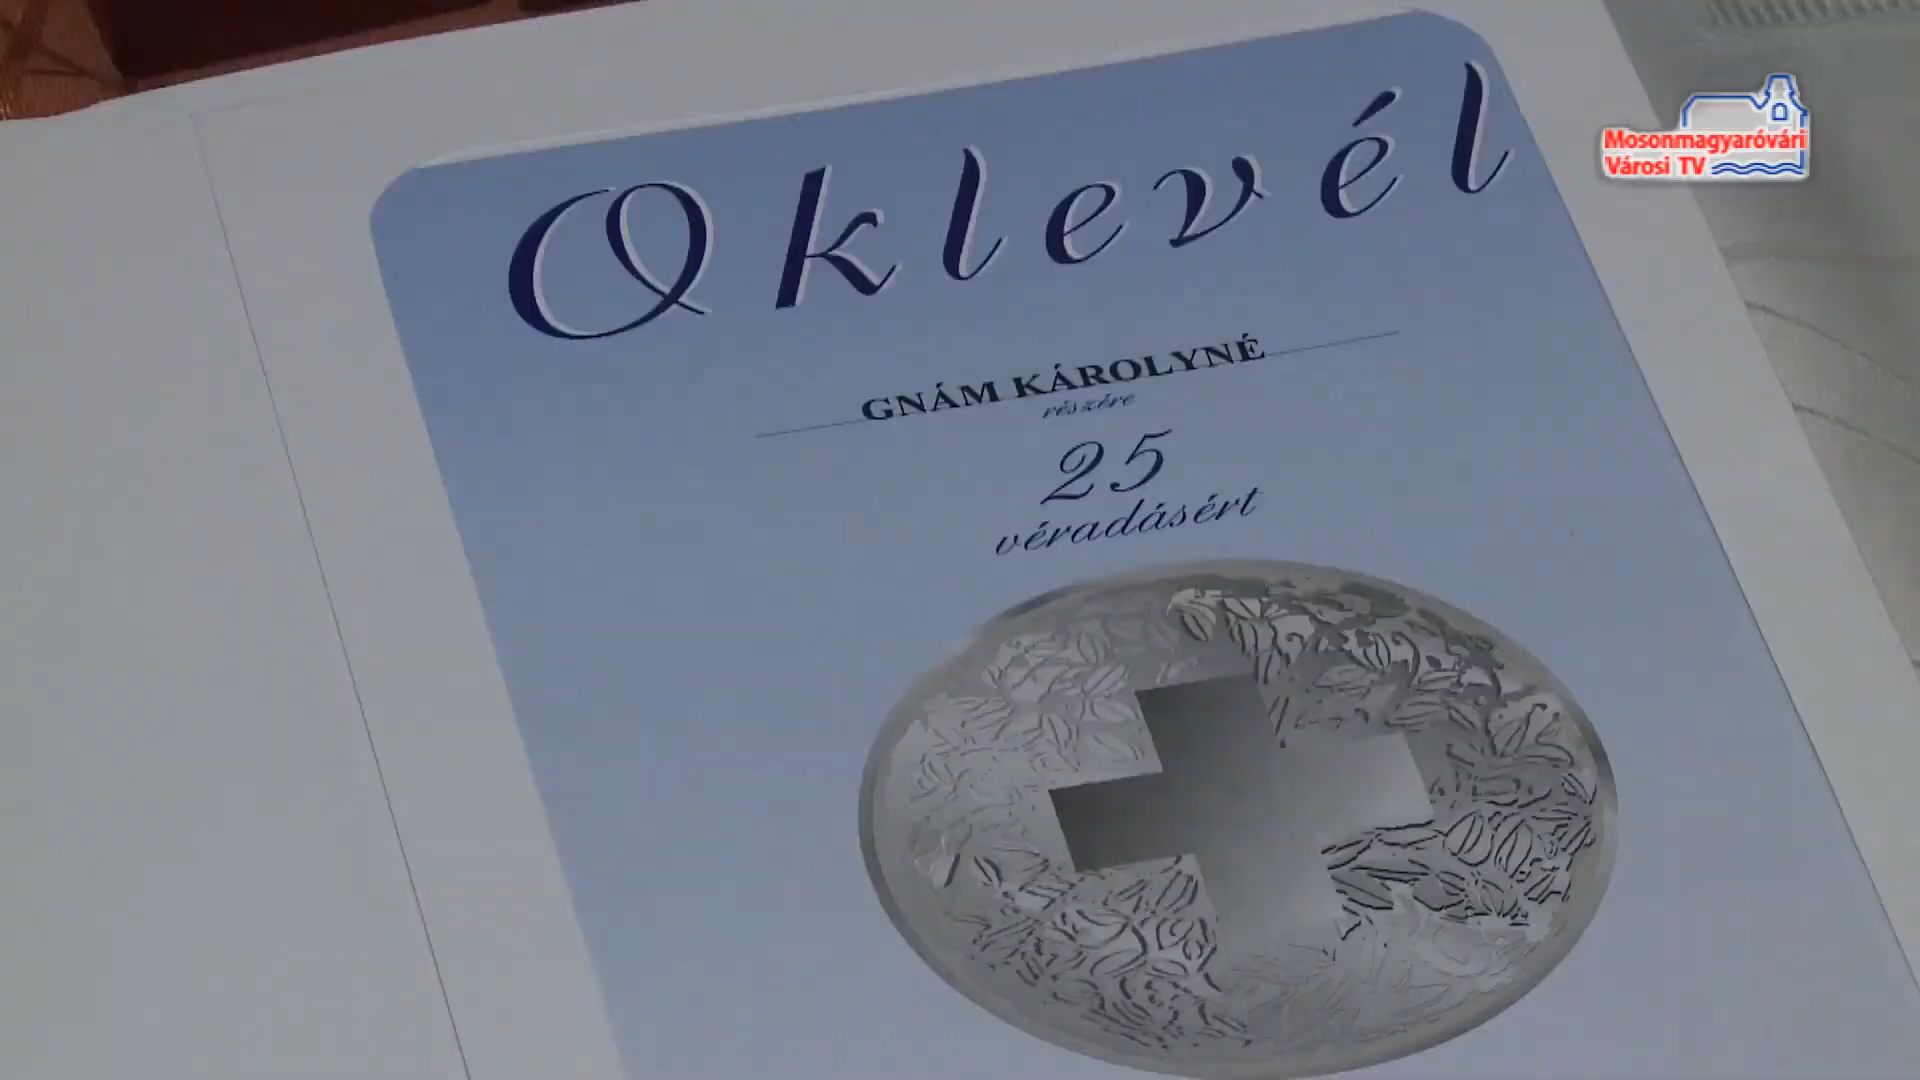 Oklevél
GNÁM KÁROLYNÉ
részére
25
véradásért
Mosonmagyaróvári
Városi TV